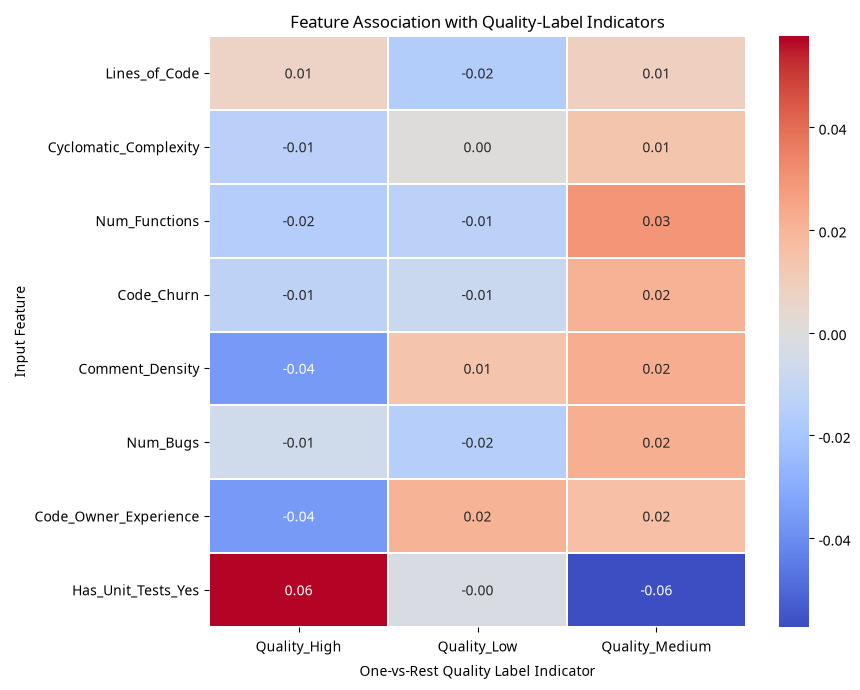 Feature Association with Quality-Label Indicators
Input Feature
Lines_of_Code 0.01 -0.02 0.01
Cyclomatic_Complexity -0.01 0.00 0.01
Num_Functions -0.02 -0.01 0.03
Code_Churn -0.01 -0.01 0.02
Comment_Density -0.04 0.01 0.02
Num_Bugs -0.01 -0.02 0.02
Code_Owner_Experience -0.04 0.02 0.02
Has_Unit_Tests_Yes 0.06 -0.00 -0.06
Quality_High Quality_Low Quality_Medium
One-vs-Rest Quality Label Indicator
0.04
0.02
0.00
-0.02
-0.04